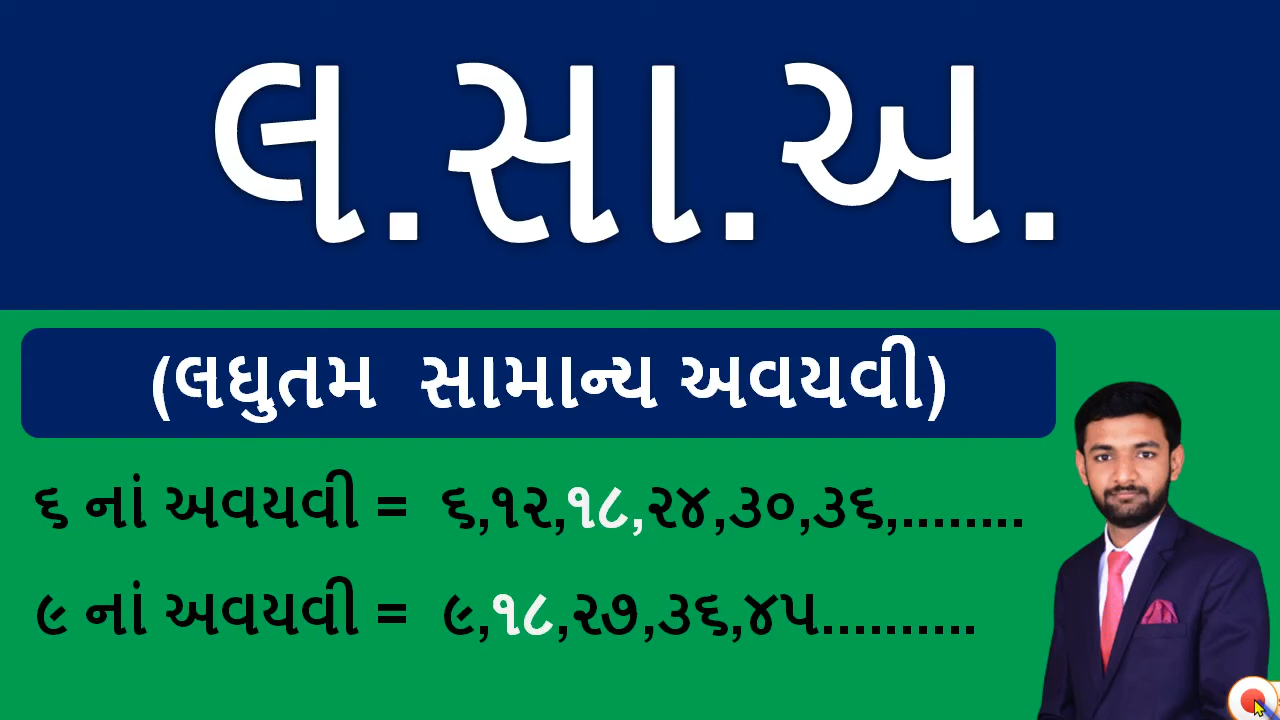 લ.સા.અ.
(લઘુતમ સામાન્ય અવયવી)
૬ નાં અવયવી = ૬,૧૨,૧૮,૨૪,૩૦,૩૬,........
૯ નાં અવયવી = ૯,૧૮,૨૭,૩૬,૪૫..........